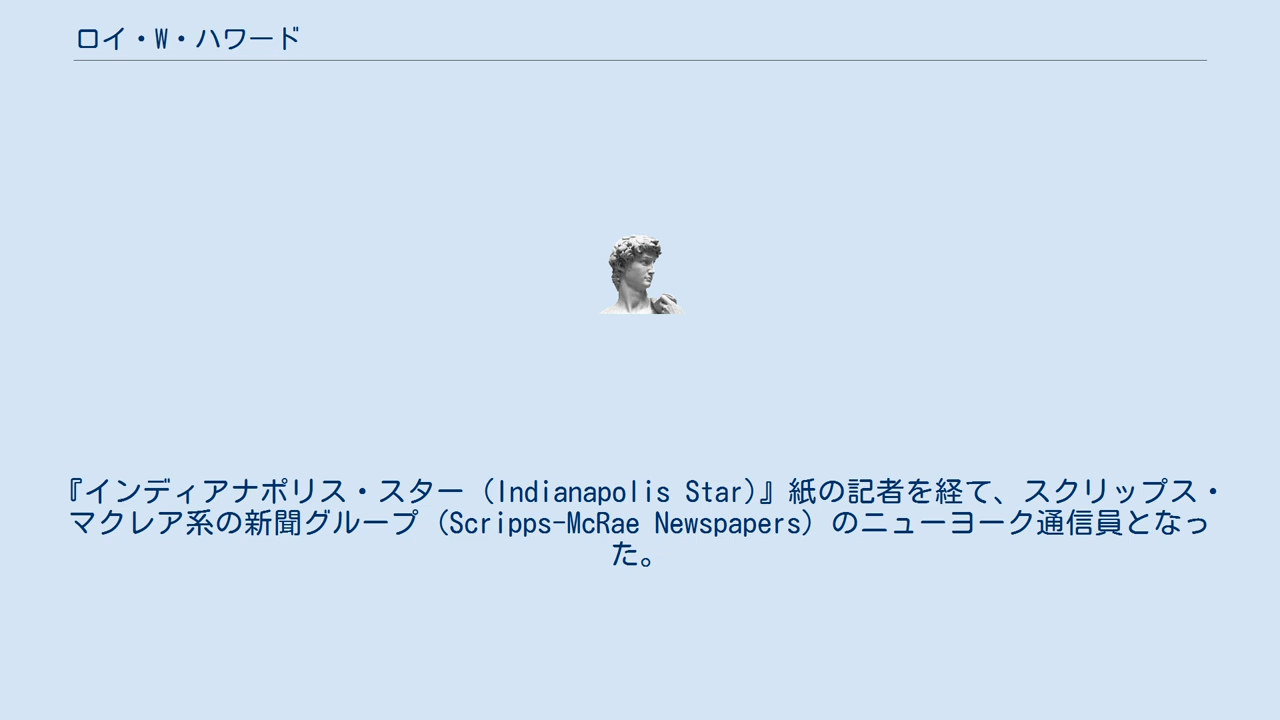 ロイ・W・ハワード
『インディアナポリス・スター（Indianapolis Star)』紙の記者を経て、スクリップス・
マクレア系の新聞グループ（Scripps-McRae Newspapers）のニューヨーク通信員となっ
た。